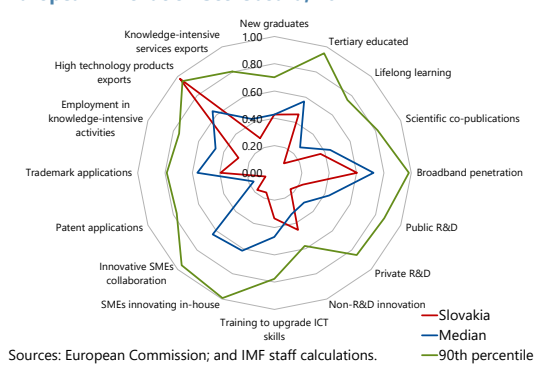 New graduates
Knowledge-intensive
services exports
Tertiary educated
High technology products
exports
Lifelong learning
Employment in
knowledge-intensive
activities
Scientific co-publications
Trademark applications
Broadband penetration
Patent applications
Public R&D
Innovative SMEs
collaboration
Private R&D
SMEs innovating in-house
Non-R&D innovation
Training to upgrade ICT
skills
1.00
0.80
0.60
0.40
0.20
0.00
Slovakia
Median
90th percentile
Sources: European Commission; and IMF staff calculations.